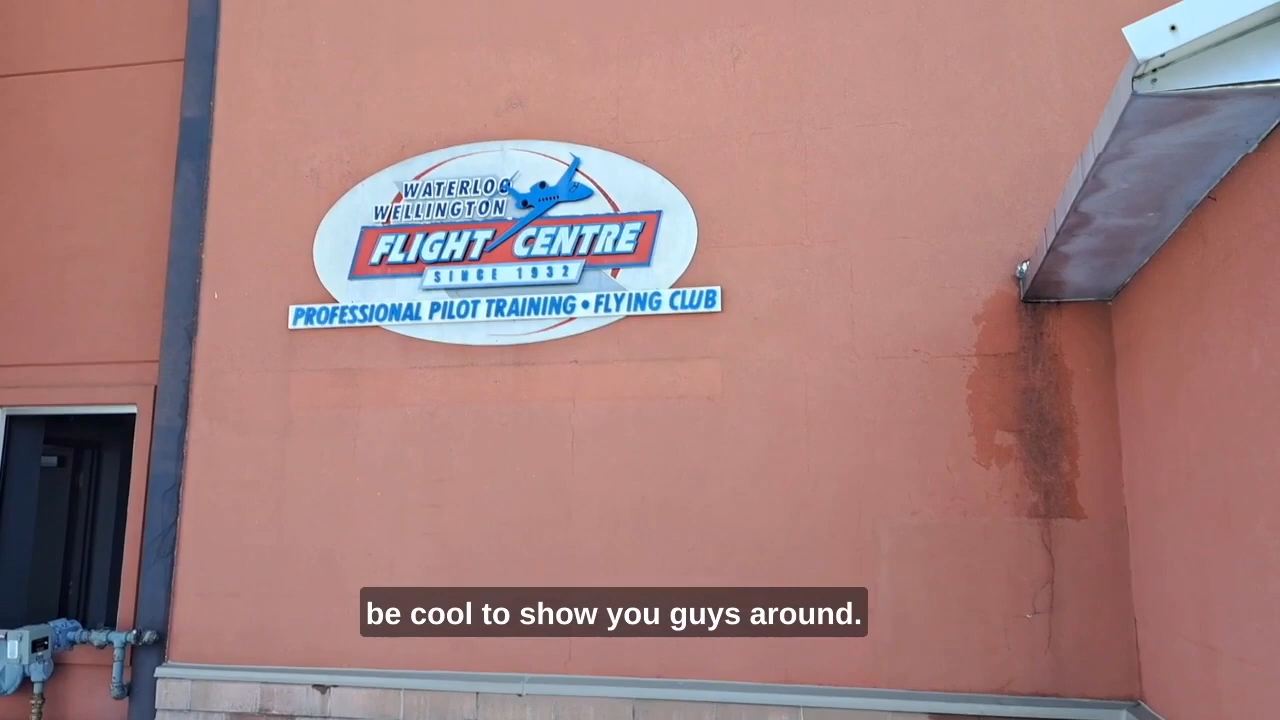 WATERLOO
WELLINGTON
FLIGHT CENTRE
SINCE 1932
PROFESSIONAL PILOT TRAINING • FLYING CLUB
be cool to show you guys around.